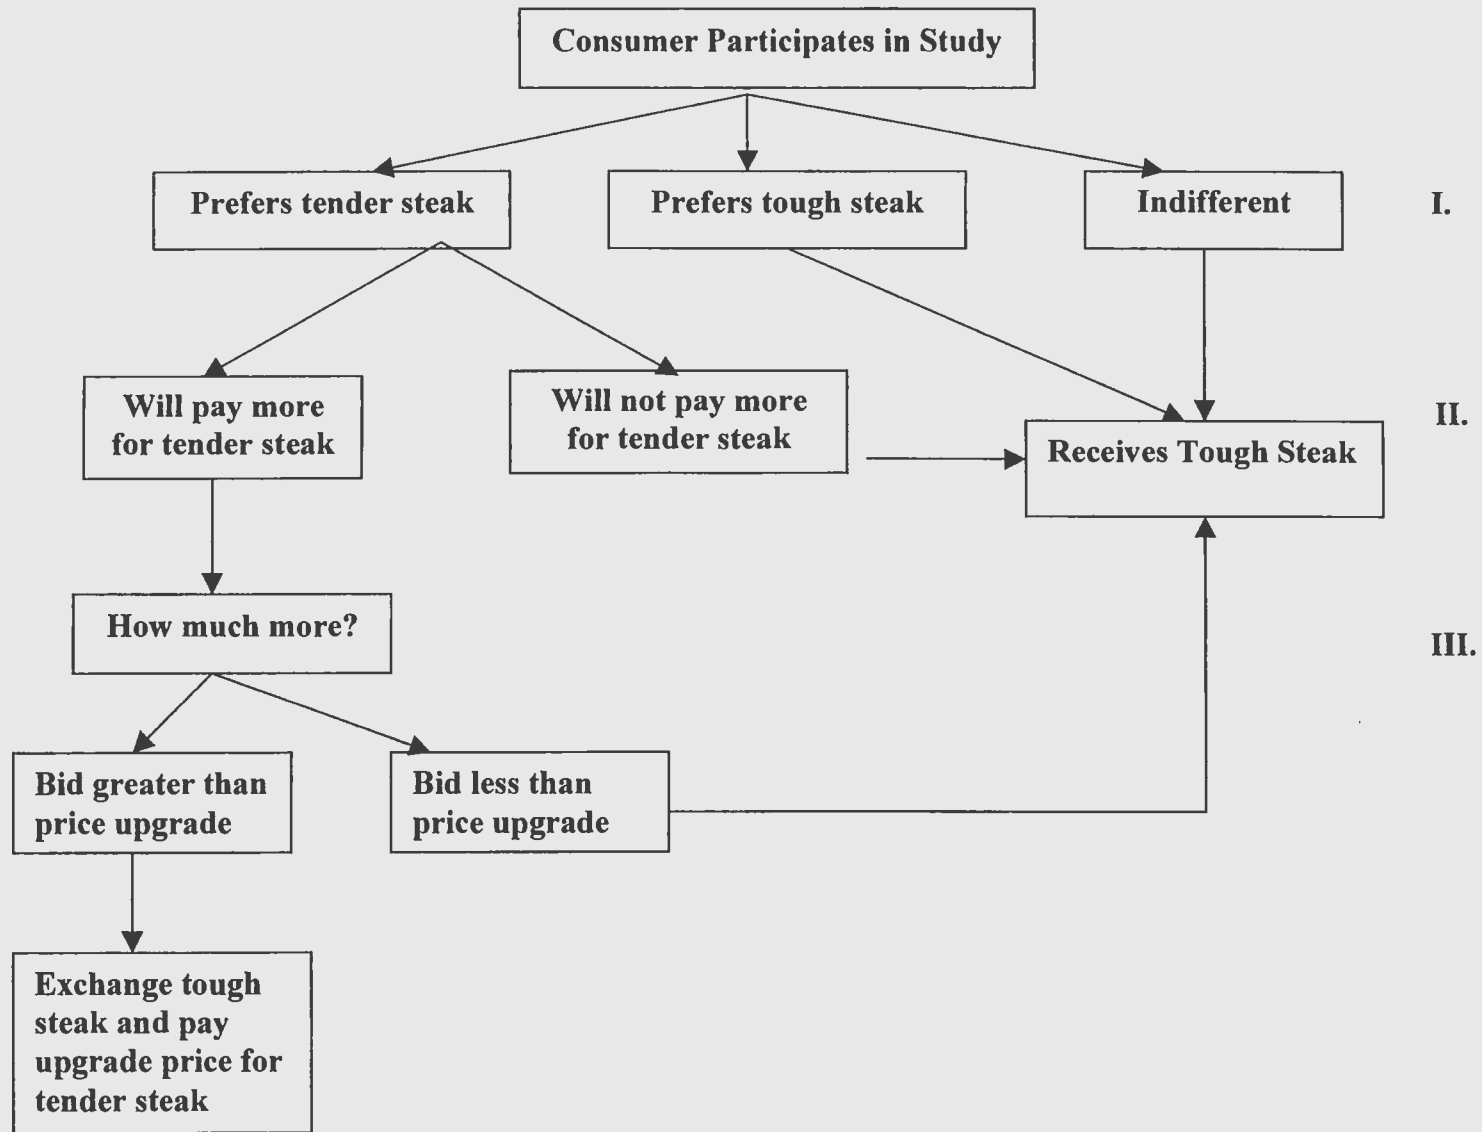 Consumer Participates in Study
Prefers tender steak
Prefers tough steak
Indifferent
I.
Will pay more
for tender steak
Will not pay more
for tender steak
Receives Tough Steak
II.
How much more?
III.
Bid greater than
price upgrade
Bid less than
price upgrade
Exchange tough
steak and pay
upgrade price for
tender steak